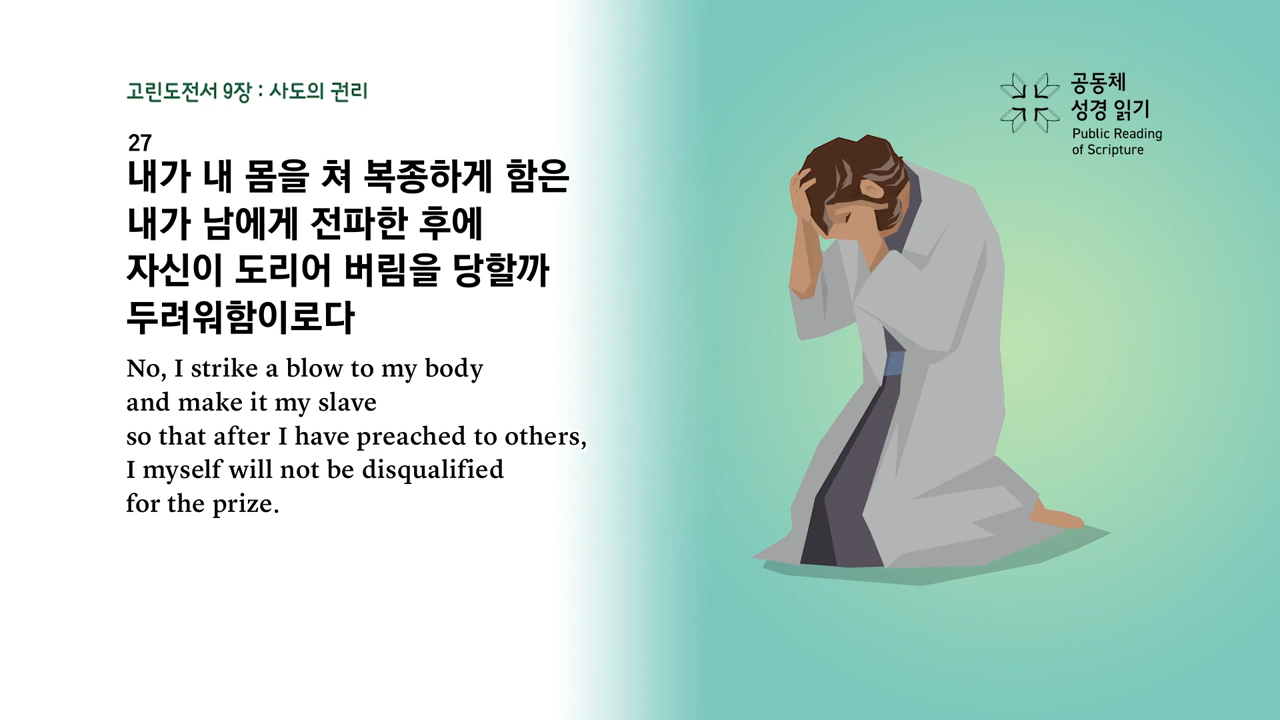 고린도전서 9장 : 사도의 권리
27
내가 내 몸을 쳐 복종하게 함은
내가 남에게 전파한 후에
자신이 도리어 버림을 당할까
두려워함이로다
No, I strike a blow to my body
and make it my slave
so that after I have preached to others,
I myself will not be disqualified
for the prize.
공동체
성경 읽기
Public Reading
of Scripture